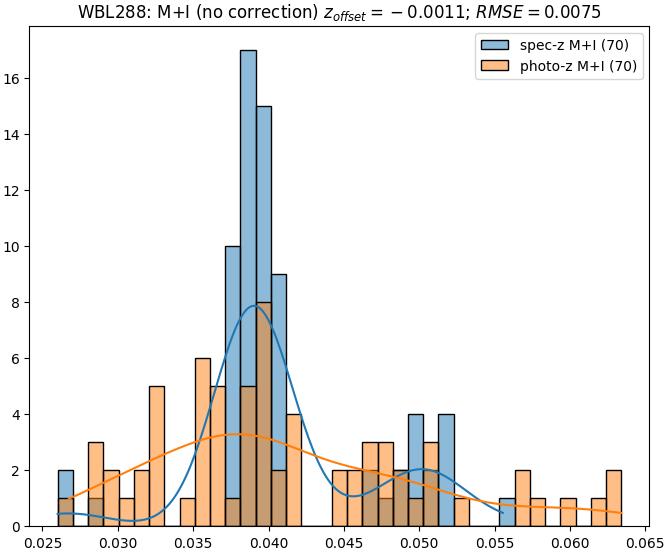 WBL288: M+I (no correction) z_offset = −0.0011; RMSE = 0.0075
spec-z M+I (70)
photo-z M+I (70)
16
14
12
10
8
6
4
2
0
0.025 0.030 0.035 0.040 0.045 0.050 0.055 0.060 0.065